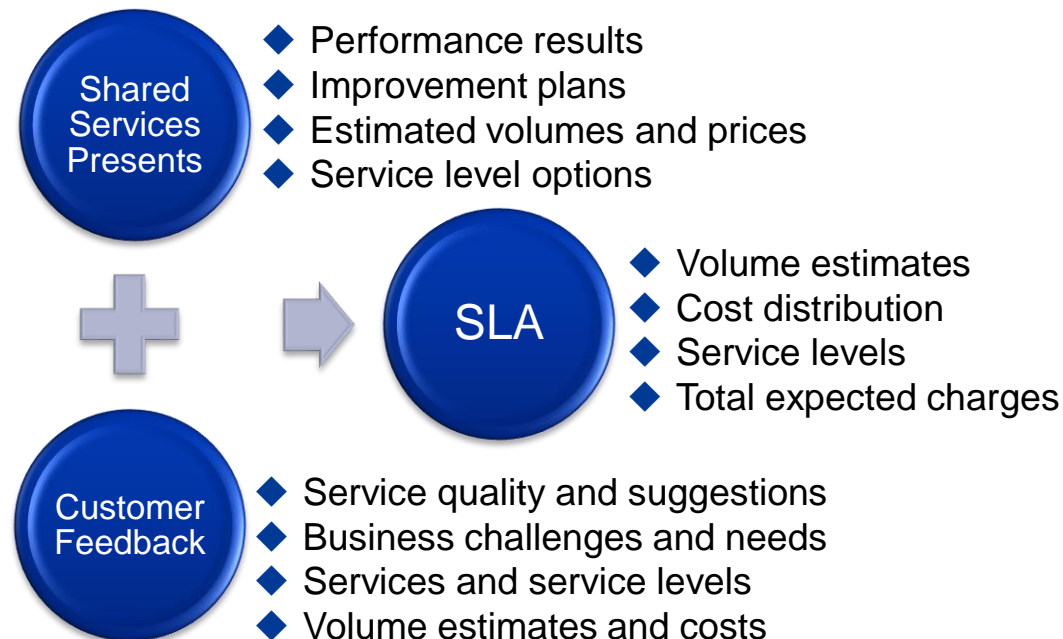 Shared
Services
Presents
Performance results
Improvement plans
Estimated volumes and prices
Service level options
SLA
Volume estimates
Cost distribution
Service levels
Total expected charges
Customer
Feedback
Service quality and suggestions
Business challenges and needs
Services and service levels
Volume estimates and costs